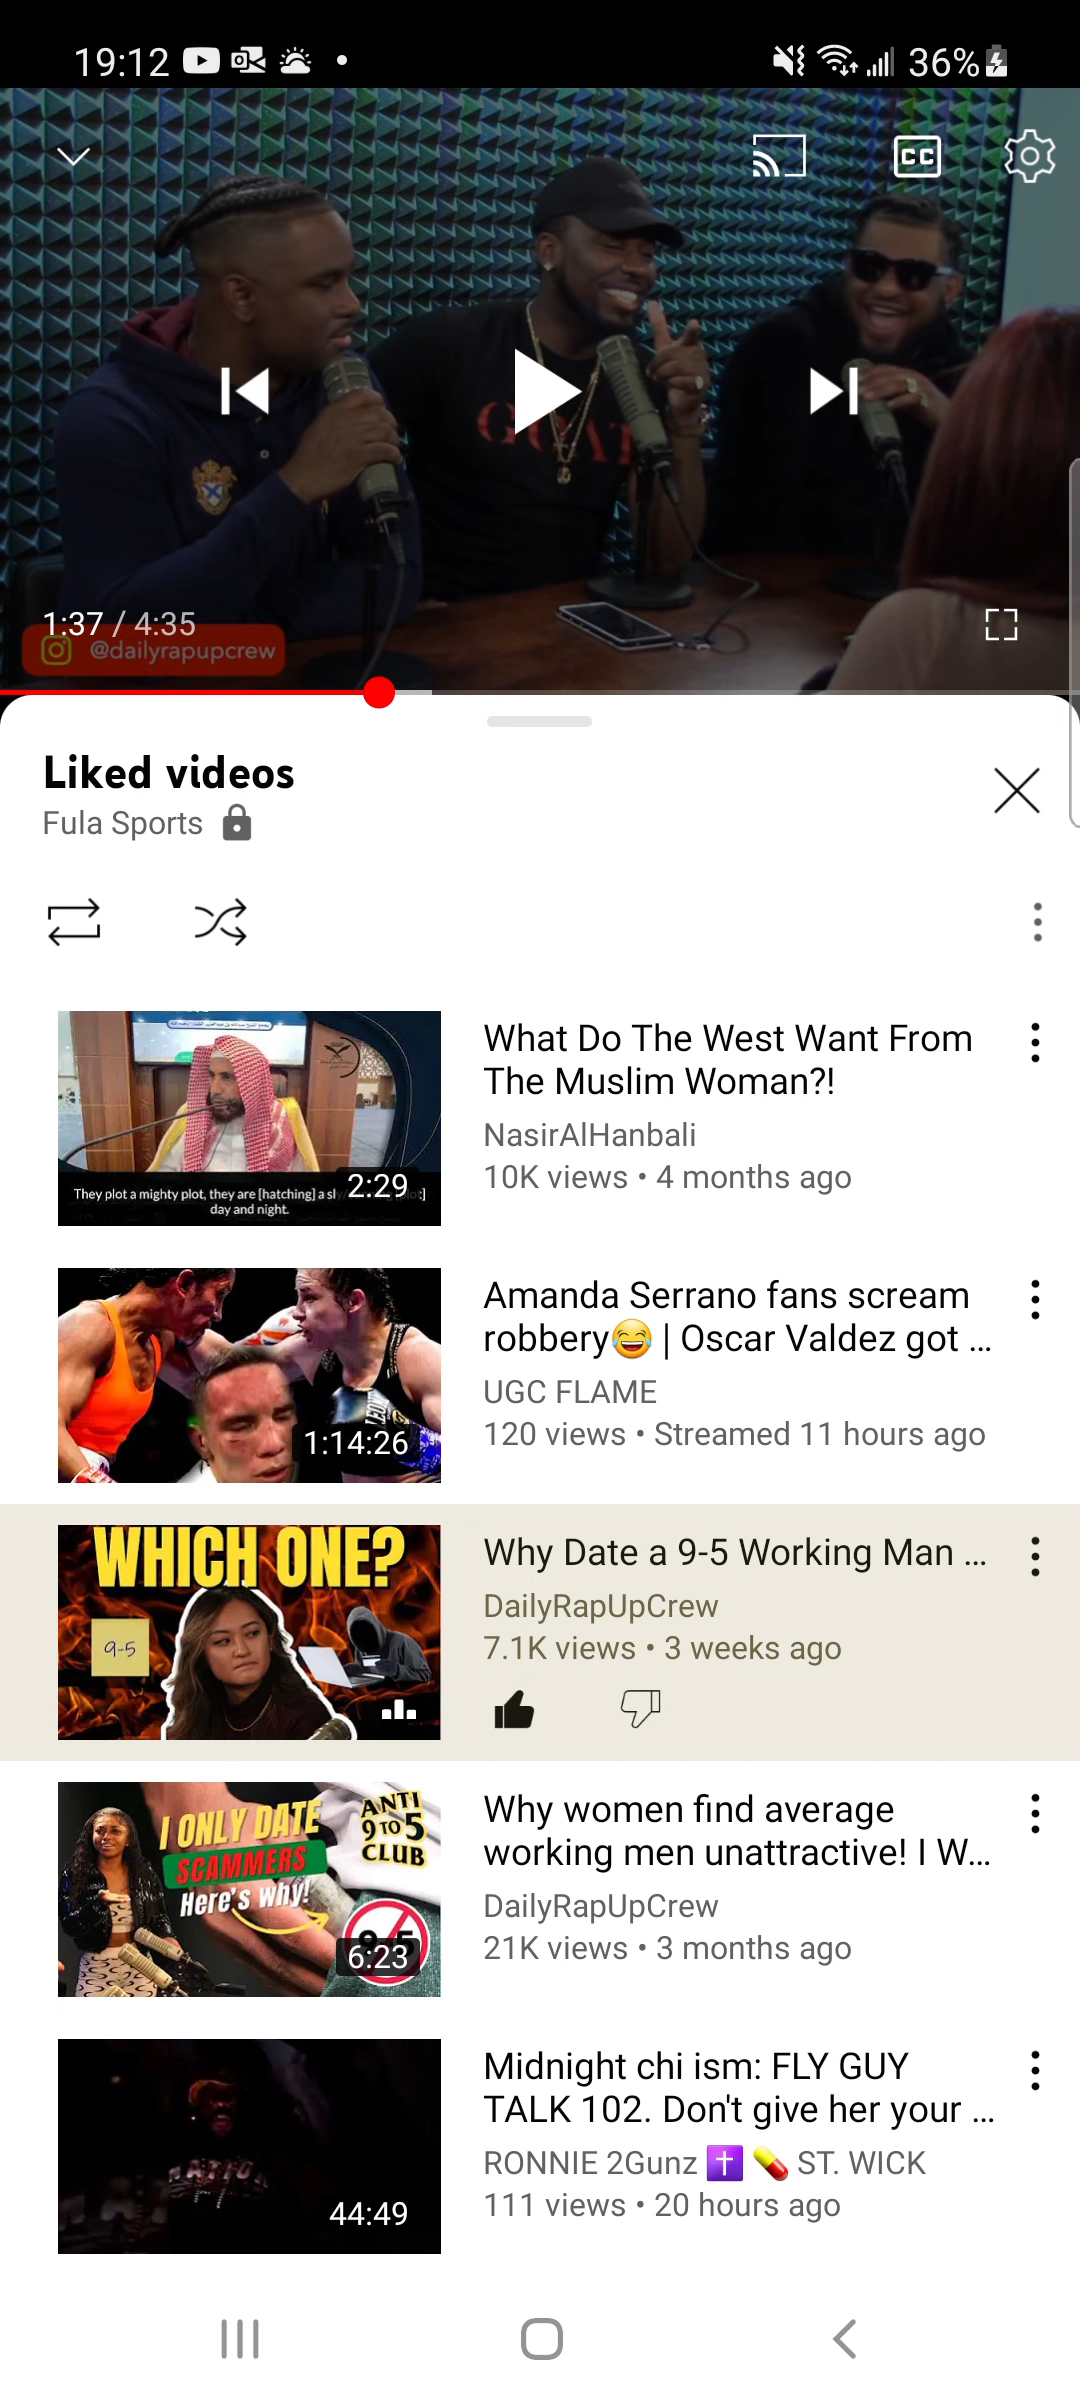 19:12
36%
CC
GOAT
1:37 / 4:35
@dailyrapupcrew
Liked videos
Fula Sports
What Do The West Want From
The Muslim Woman?!
NasirAlHanbali
10K views • 4 months ago
They plot a mighty plot, they are [hatching] a sl
day and night.
2:29
Amanda Serrano fans scream
robbery😂 | Oscar Valdez got ...
UGC FLAME
120 views • Streamed 11 hours ago
1:14:26
WHICH ONE?
9-5
Why Date a 9-5 Working Man ...
DailyRapUpCrew
7.1K views • 3 weeks ago
I ONLY DATE
SCAMMERS
Here's why!
ANTI
9 TO 5
CLUB
9-5
6:23
Why women find average
working men unattractive! I W...
DailyRapUpCrew
21K views • 3 months ago
44:49
Midnight chi ism: FLY GUY
TALK 102. Don't give her your ...
RONNIE 2Gunz ✝️ 💊 ST. WICK
111 views • 20 hours ago